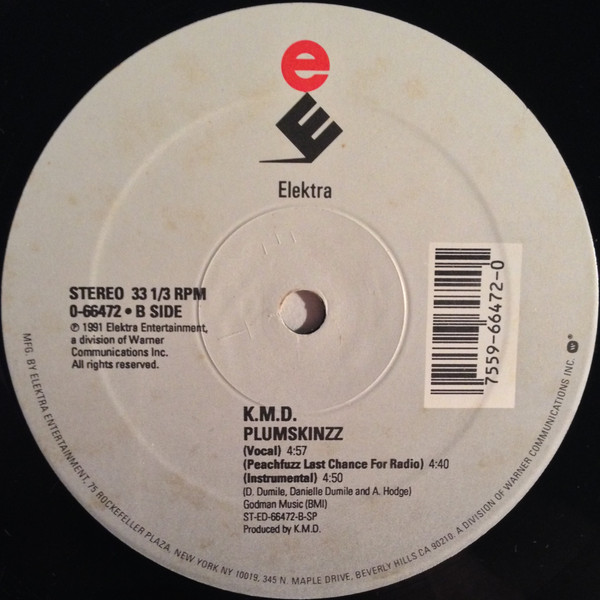 e
E
Elektra
STEREO 33 1/3 RPM
0-66472 • B SIDE
℗ 1991 Elektra Entertainment,
a division of Warner
Communications Inc.
All rights reserved.
7559-66472-0
K.M.D.
PLUMSKINZZ
(Vocal) 4:57
(Peachfuzz Last Chance For Radio) 4:40
(Instrumental) 4:50
(D. Dumile, Danielle Dumile and A. Hodge)
Godman Music (BMI)
ST-ED-66472-B-SP
Produced by K.M.D.
MFG. BY ELEKTRA ENTERTAINMENT, 75 ROCKEFELLER PLAZA, NEW YORK NY 10019, 345 N. MAPLE DRIVE, BEVERLY HILLS CA 90210. A DIVISION OF WARNER COMMUNICATIONS INC. W ®